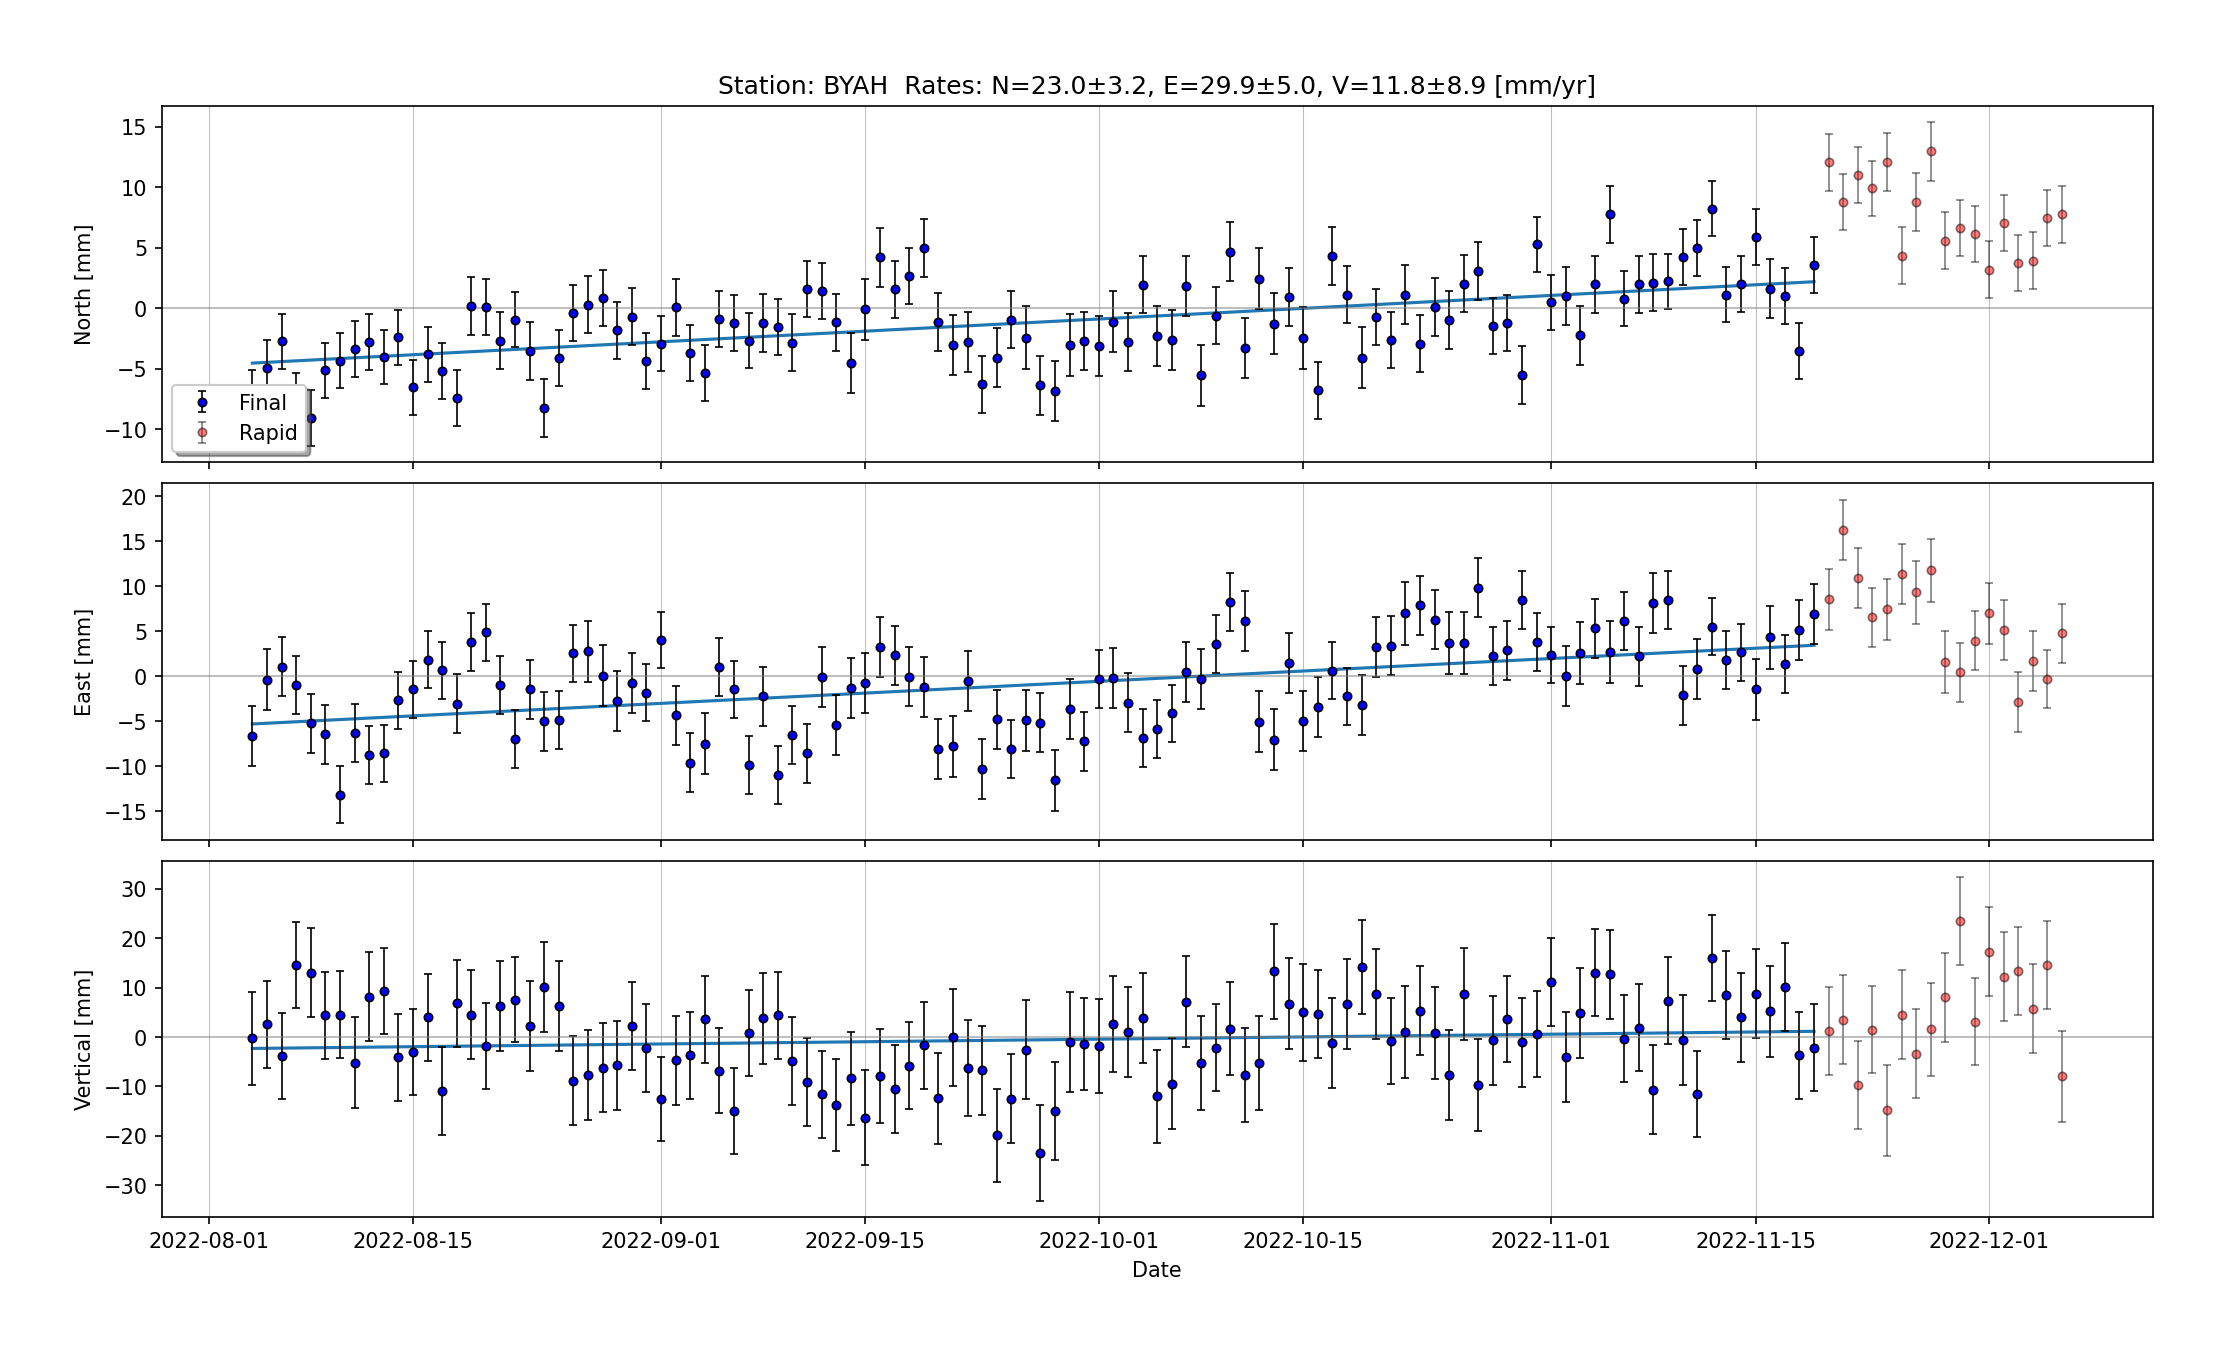 Station: BYAH  Rates: N=23.0±3.2, E=29.9±5.0, V=11.8±8.9 [mm/yr]
North [mm]
15
10
5
0
−5
−10
Final
Rapid
East [mm]
20
15
10
5
0
−5
−10
−15
Vertical [mm]
30
20
10
0
−10
−20
−30
2022-08-01 2022-08-15 2022-09-01 2022-09-15 2022-10-01 2022-10-15 2022-11-01 2022-11-15 2022-12-01
Date